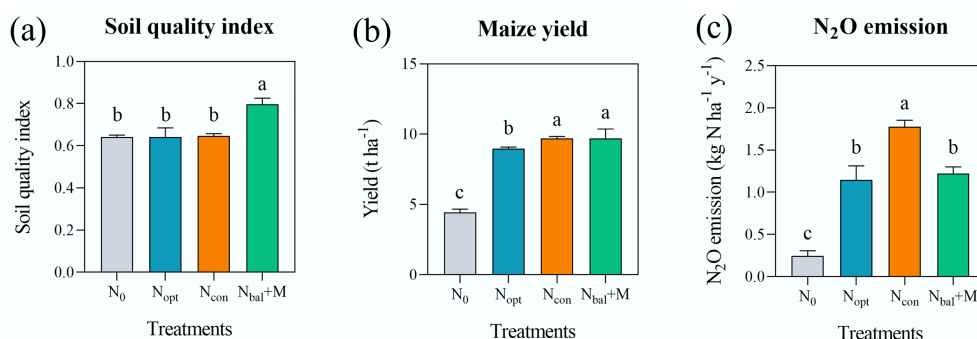 (a) Soil quality index
Soil quality index
1.0
0.8
0.6
0.4
0.2
0.0
b
b
b
a
N₀ Nopt Ncon Nbal+M
Treatments
(b) Maize yield
Yield (t ha⁻¹)
15
10
5
0
c
b
a
a
N₀ Nopt Ncon Nbal+M
Treatments
(c) N₂O emission
N₂O emission (kg N ha⁻¹ y⁻¹)
2.5
2.0
1.5
1.0
0.5
0.0
c
b
a
b
N₀ Nopt Ncon Nbal+M
Treatments